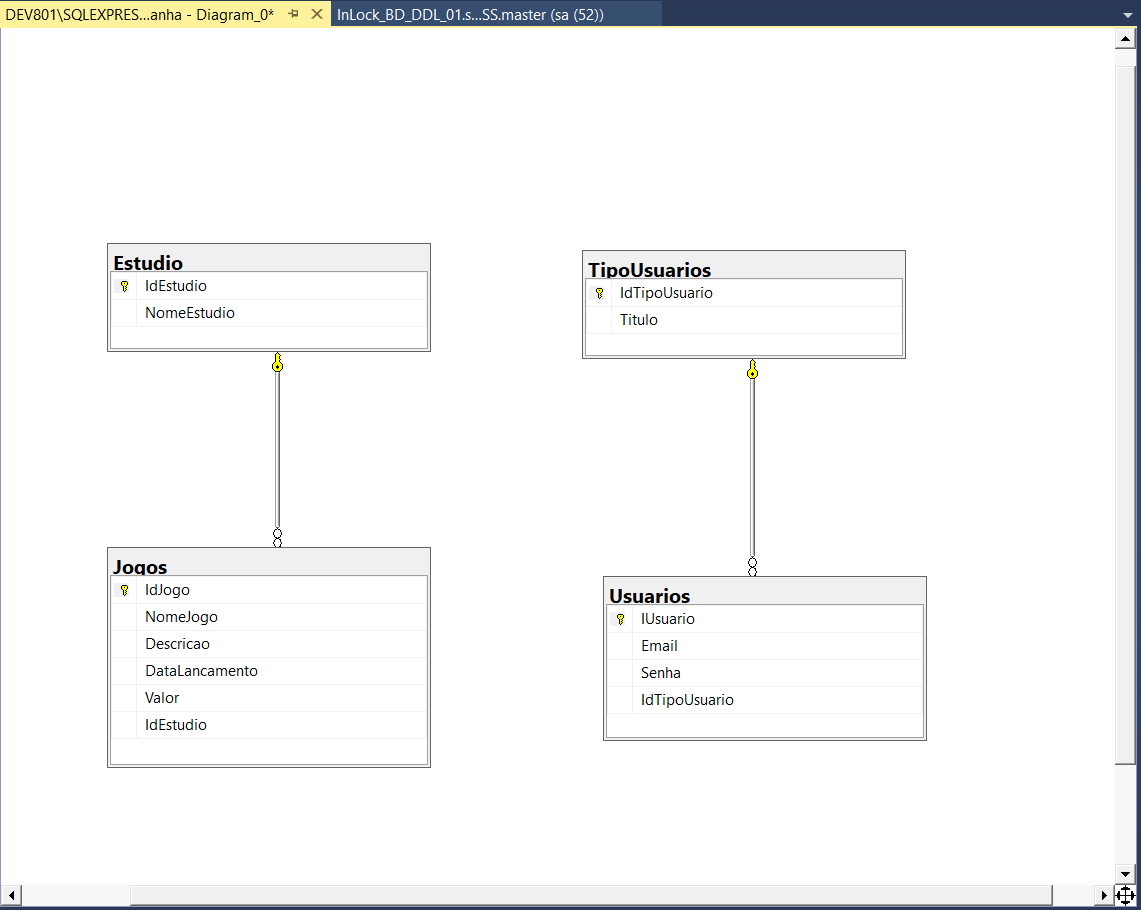 DEV801\SQLEXPRES...anha - Diagram_0*
InLock_BD_DDL_01.s...SS.master (sa (52))
Estudio
IdEstudio
NomeEstudio
TipoUsuarios
IdTipoUsuario
Titulo
Jogos
IdJogo
NomeJogo
Descricao
DataLancamento
Valor
IdEstudio
Usuarios
IUsuario
Email
Senha
IdTipoUsuario